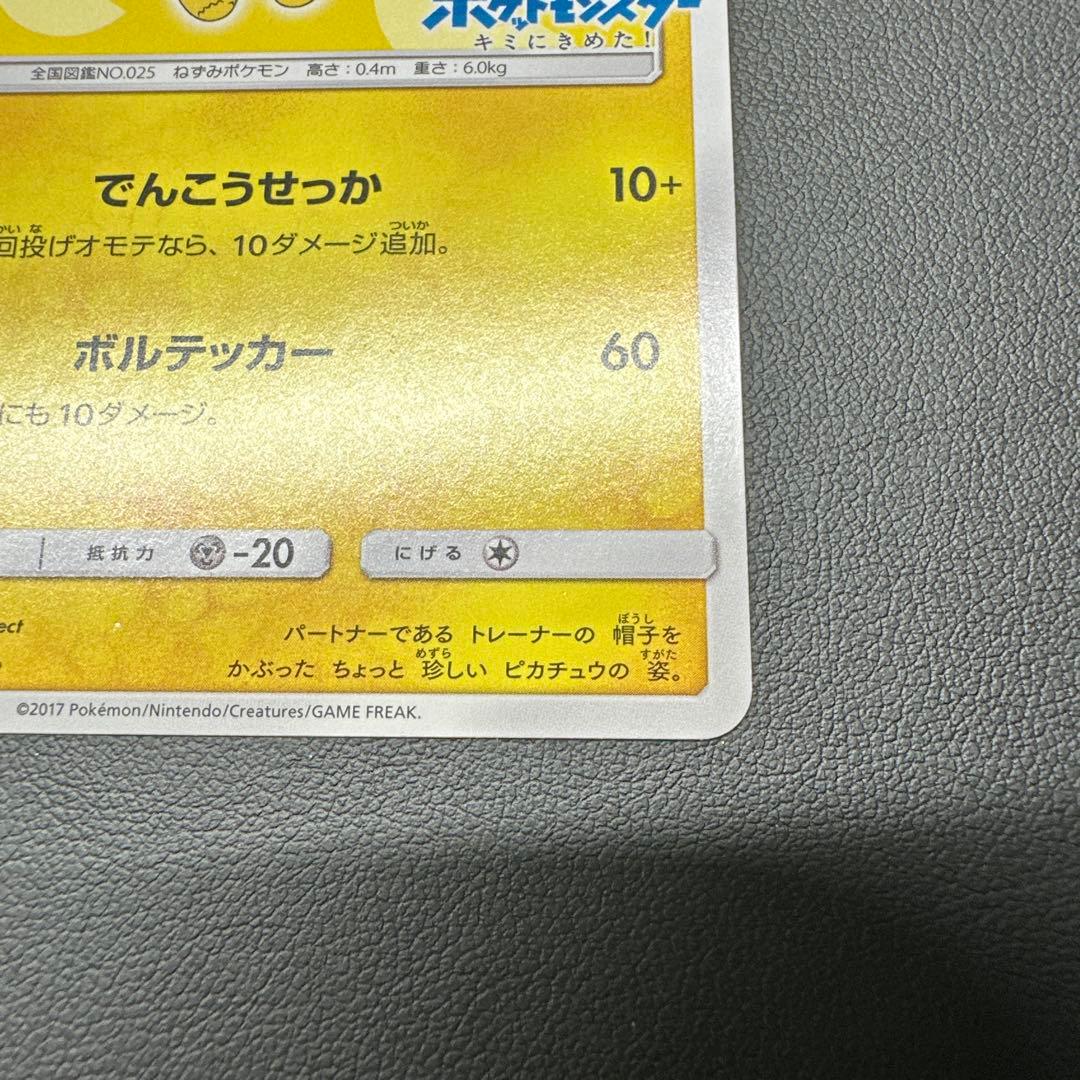 ポケットモンスター
キミにきめた!
全国図鑑NO.025 ねずみポケモン 高さ:0.4m 重さ:6.0kg
でんこうせっか 10+
回投げオモテなら、10ダメージ追加。
ボルテッカー 60
にも10ダメージ。
抵抗力 -20 にげる
ect
パートナーである トレーナーの 帽子を
かぶった ちょっと 珍しい ピカチュウの 姿。
©2017 Pokémon/Nintendo/Creatures/GAME FREAK.